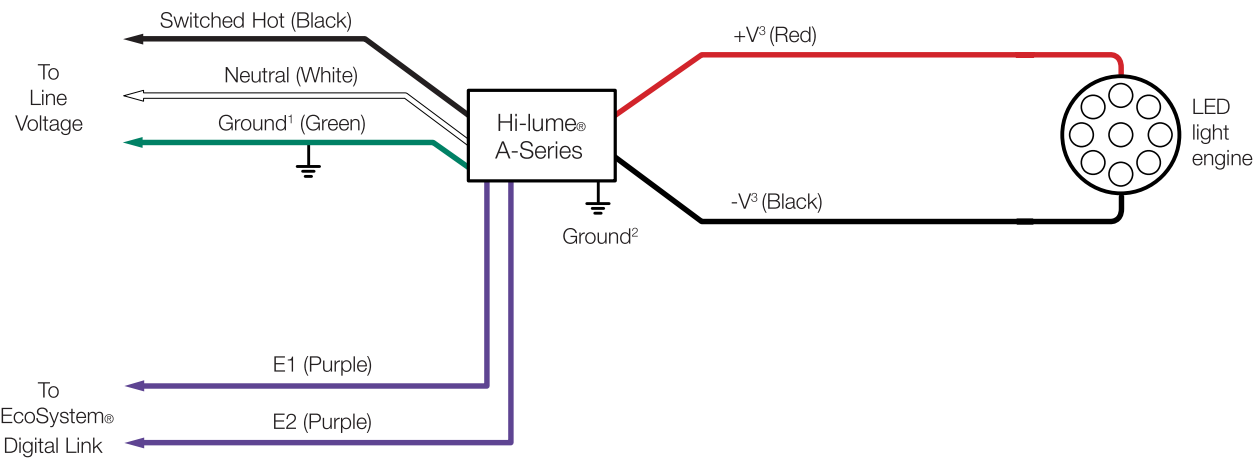 Switched Hot (Black)
To
Line
Voltage
Neutral (White)
Ground¹ (Green)
Hi-lume®
A-Series
Ground²
+V³ (Red)
-V³ (Black)
LED
light
engine
E1 (Purple)
E2 (Purple)
To
EcoSystem®
Digital Link